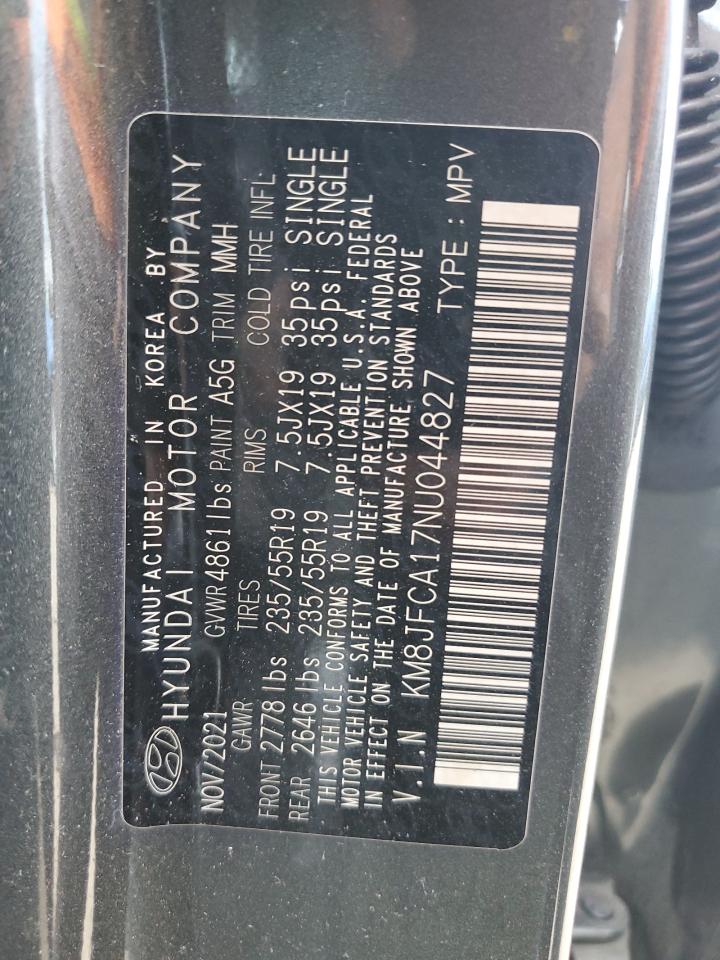 MANUFACTURED IN KOREA BY
HYUNDAI MOTOR COMPANY
NOV/2021 GVWR 4861 lbs PAINT A5G TRIM MMH
GAWR TIRES RIMS COLD TIRE INFL
FRONT 2778 lbs 235/55R19 7.5JX19 35psi SINGLE
REAR 2646 lbs 235/55R19 7.5JX19 35psi SINGLE
THIS VEHICLE CONFORMS TO ALL APPLICABLE U.S.A. FEDERAL
MOTOR VEHICLE SAFETY AND THEFT PREVENTION STANDARDS
IN EFFECT ON THE DATE OF MANUFACTURE SHOWN ABOVE
V.I.N KM8JFCA17NU044827 TYPE : MPV